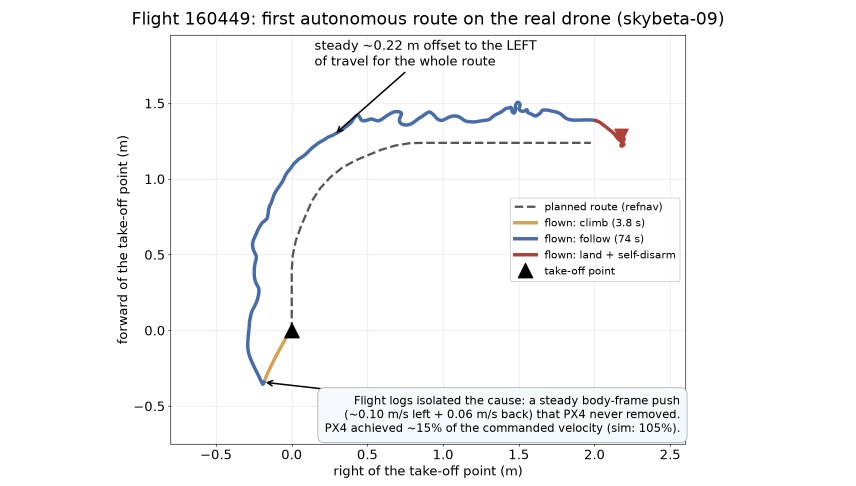 Flight 160449: first autonomous route on the real drone (skybeta-09)
steady ~0.22 m offset to the LEFT
of travel for the whole route
forward of the take-off point (m)
1.5
1.0
0.5
0.0
−0.5
planned route (refnav)
flown: climb (3.8 s)
flown: follow (74 s)
flown: land + self-disarm
take-off point
Flight logs isolated the cause: a steady body-frame push
(~0.10 m/s left + 0.06 m/s back) that PX4 never removed.
PX4 achieved ~15% of the commanded velocity (sim: 105%).
−0.5 0.0 0.5 1.0 1.5 2.0 2.5
right of the take-off point (m)